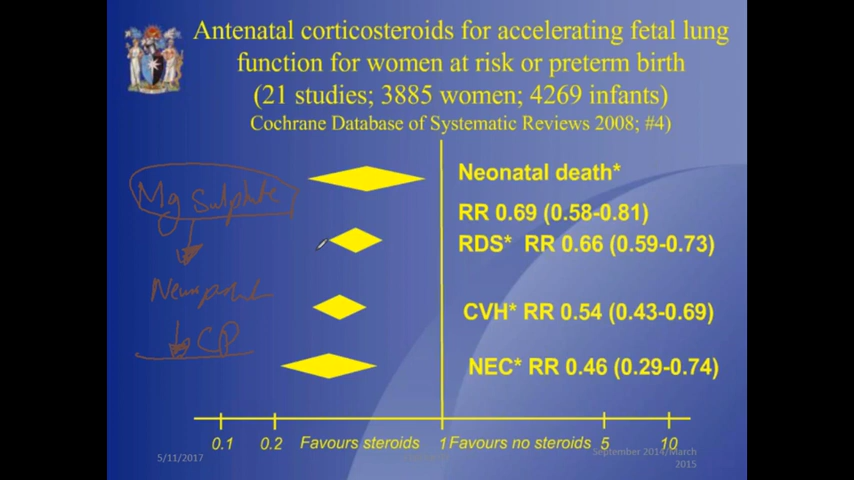 Antenatal corticosteroids for accelerating fetal lung
function for women at risk or preterm birth
(21 studies; 3885 women; 4269 infants)
Cochrane Database of Systematic Reviews 2008; #4)
Mg Sulphate
CP
Neonatal death*
RR 0.69 (0.58-0.81)
RDS* RR 0.66 (0.59-0.73)
CVH* RR 0.54 (0.43-0.69)
NEC* RR 0.46 (0.29-0.74)
0.1 0.2 Favours steroids 1 Favours no steroids 5 10
5/11/2017
September 2014/March
2015